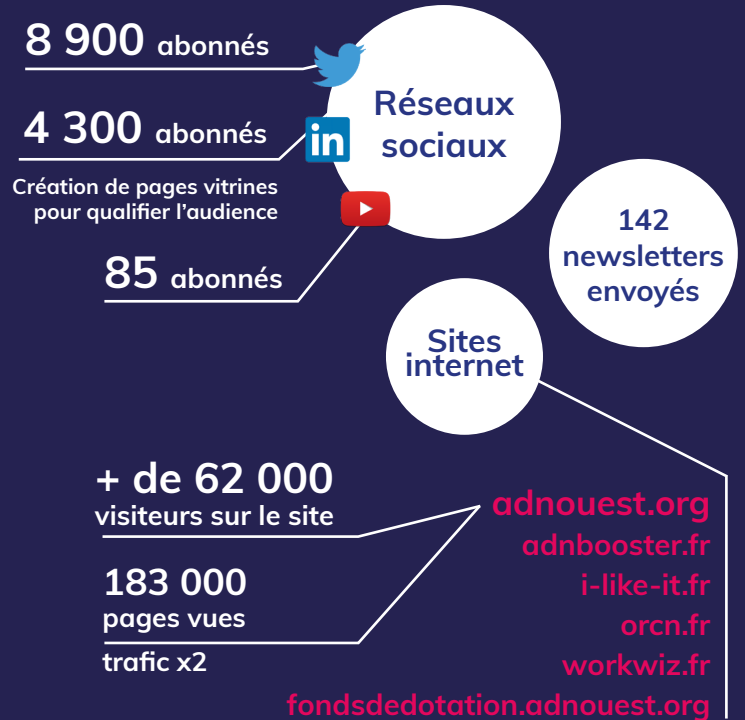 8 900 abonnés
4 300 abonnés
Création de pages vitrines
pour qualifier l'audience
85 abonnés
in
Réseaux
sociaux
142
newsletters
envoyés
Sites
internet
+ de 62 000
visiteurs sur le site
183 000
pages vues
trafic x2
adnouest.org
adnbooster.fr
i-like-it.fr
orcn.fr
workwiz.fr
fondsdedotation.adnouest.org